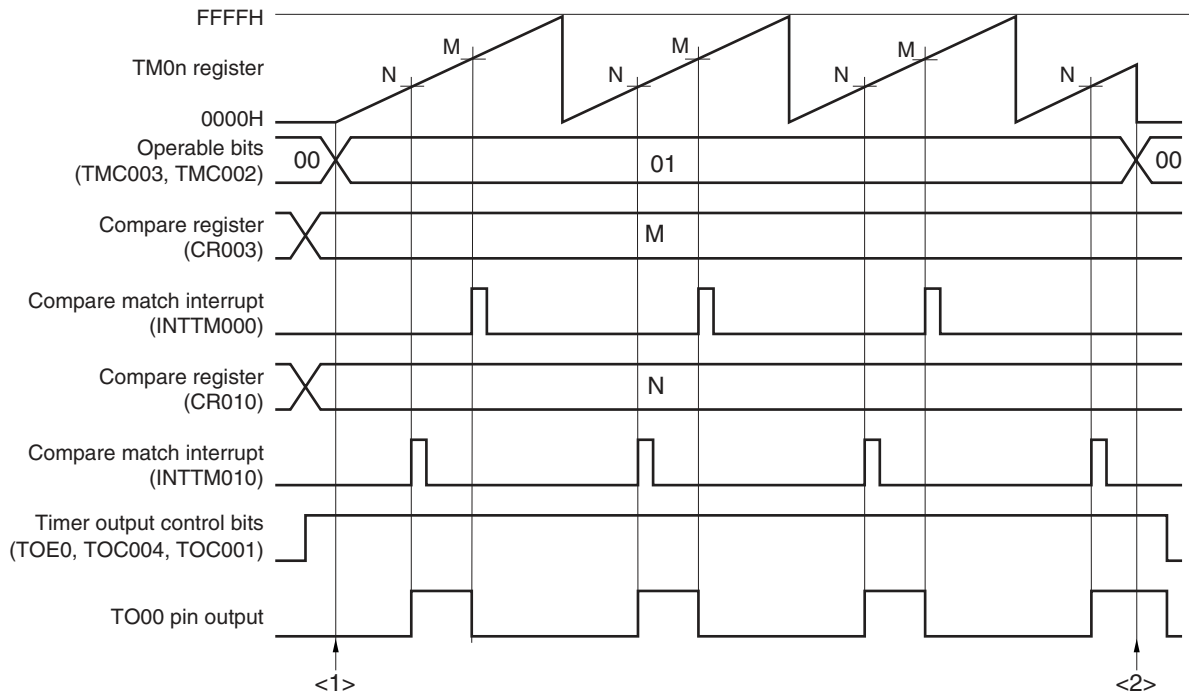 FFFFH
M M M
TM0n register N N N N
0000H
Operable bits
(TMC003, TMC002) 00 01 00
Compare register
(CR003) M
Compare match interrupt
(INTTM000)
Compare register
(CR010) N
Compare match interrupt
(INTTM010)
Timer output control bits
(TOE0, TOC004, TOC001)
TO00 pin output
<1> <2>